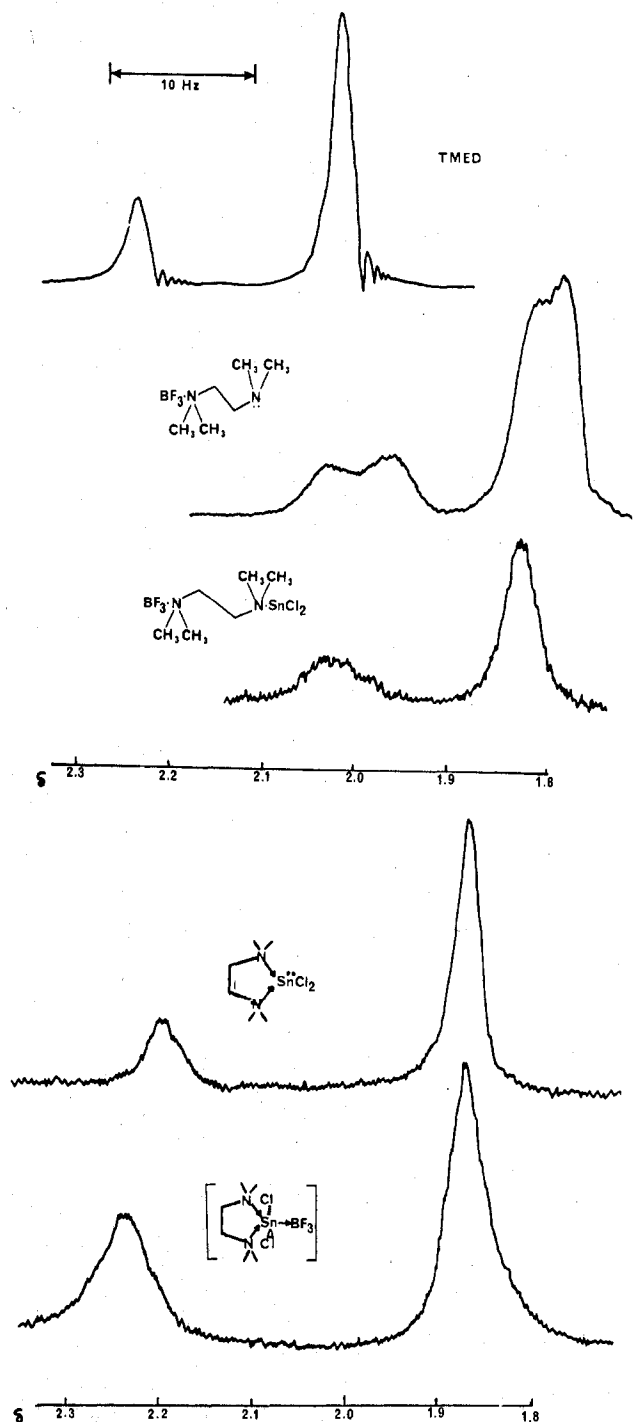 10 Hz
TMED
CH₃ CH₃
BF₃·N
N̈
CH₃ CH₃
CH₃ CH₃
BF₃·N
N·SnCl₂
CH₃ CH₃
δ 2.3 2.2 2.1 2.0 1.9 1.8
N
S̈nCl₂
N
N Cl
Sn→BF₃
N Cl
δ 2.3 2.2 2.1 2.0 1.9 1.8